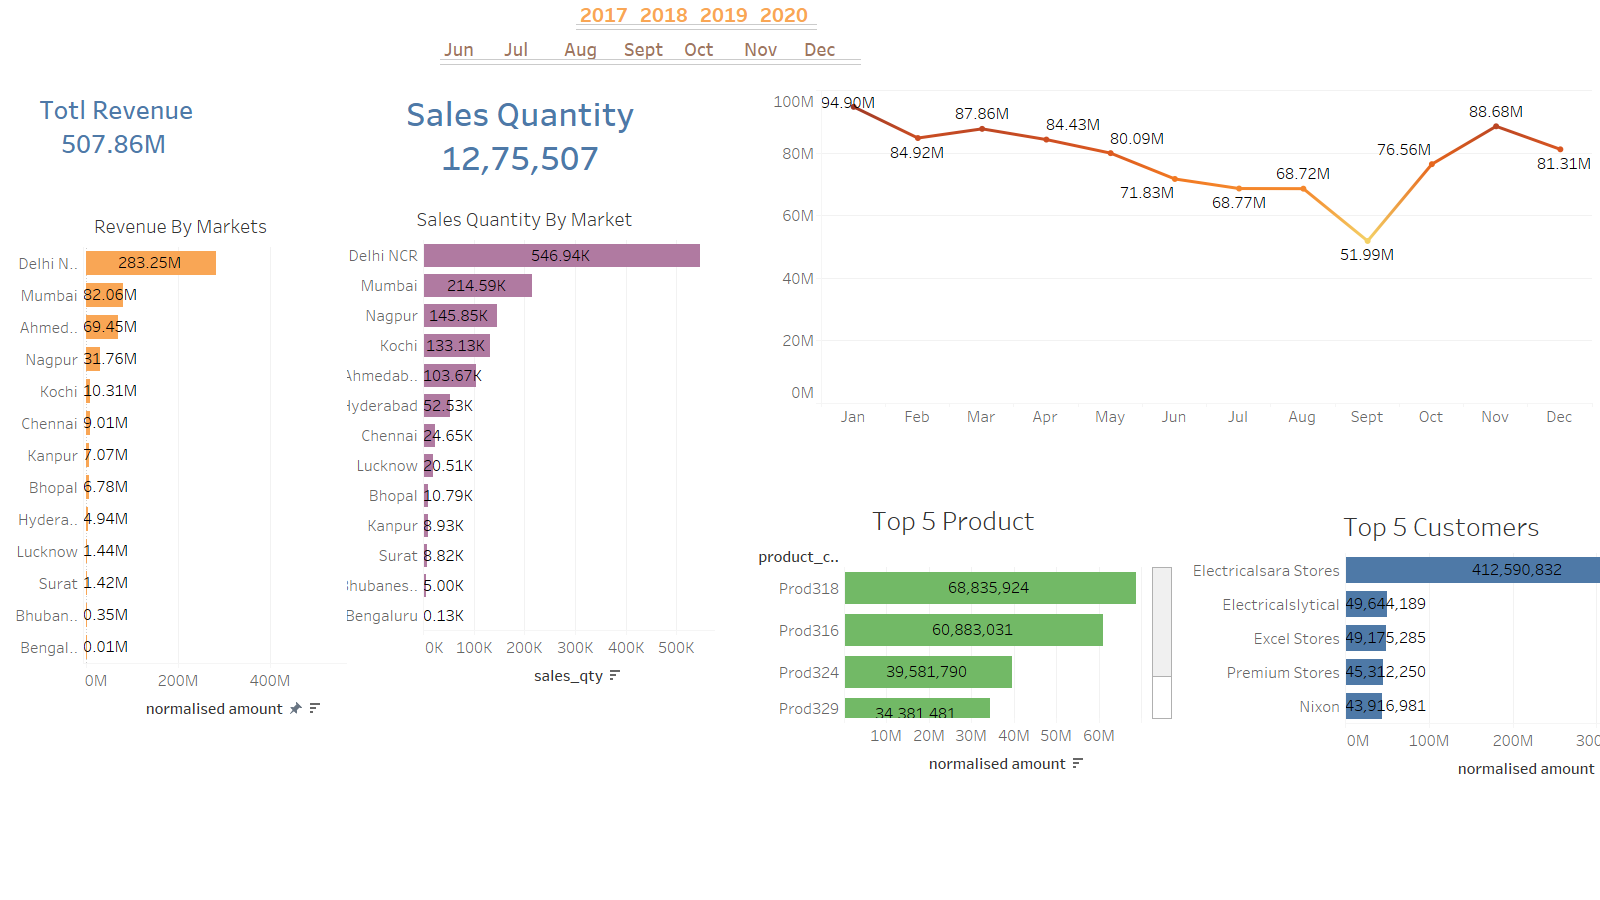 2017 2018 2019 2020
Jun Jul Aug Sept Oct Nov Dec
Totl Revenue
507.86M
Sales Quantity
12,75,507
Revenue By Markets
Delhi N.. 283.25M
Mumbai 82.06M
Ahmed.. 69.45M
Nagpur 31.76M
Kochi 10.31M
Chennai 9.01M
Kanpur 7.07M
Bhopal 6.78M
Hydera.. 4.94M
Lucknow 1.44M
Surat 1.42M
Bhuban.. 0.35M
Bengal.. 0.01M
0M 200M 400M
normalised amount
Sales Quantity By Market
Delhi NCR 546.94K
Mumbai 214.59K
Nagpur 145.85K
Kochi 133.13K
Ahmedab.. 103.67K
Hyderabad 52.53K
Chennai 24.65K
Lucknow 20.51K
Bhopal 10.79K
Kanpur 8.93K
Surat 8.82K
Bhubanes.. 5.00K
Bengaluru 0.13K
0K 100K 200K 300K 400K 500K
sales_qty
100M
80M
60M
40M
20M
0M
94.90M
84.92M
87.86M
84.43M
80.09M
71.83M
68.77M
68.72M
51.99M
76.56M
88.68M
81.31M
Jan Feb Mar Apr May Jun Jul Aug Sept Oct Nov Dec
Top 5 Product
product_c..
Prod318 68,835,924
Prod316 60,883,031
Prod324 39,581,790
Prod329 34,381,481
10M 20M 30M 40M 50M 60M
normalised amount
Top 5 Customers
Electricalsara Stores 412,590,832
Electricalslytical 49,644,189
Excel Stores 49,175,285
Premium Stores 45,312,250
Nixon 43,916,981
0M 100M 200M 300
normalised amount